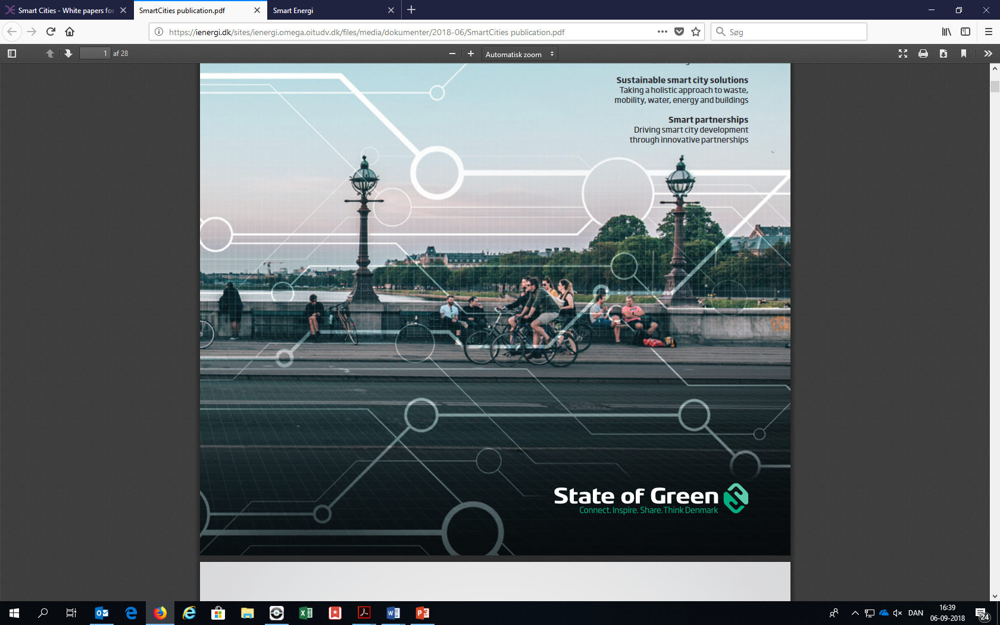 Smart Cities - White papers for
SmartCities publication.pdf
Smart Energi
https://ienergi.dk/sites/ienergi.omega.oitudv.dk/files/media/dokumenter/2018-06/SmartCities publication.pdf
Søg
1 af 28
Automatisk zoom
Sustainable smart city solutions
Taking a holistic approach to waste,
mobility, water, energy and buildings
Smart partnerships
Driving smart city development
through innovative partnerships
State of Green
Connect. Inspire. Share. Think Denmark
DAN
16:39
06-09-2018
24